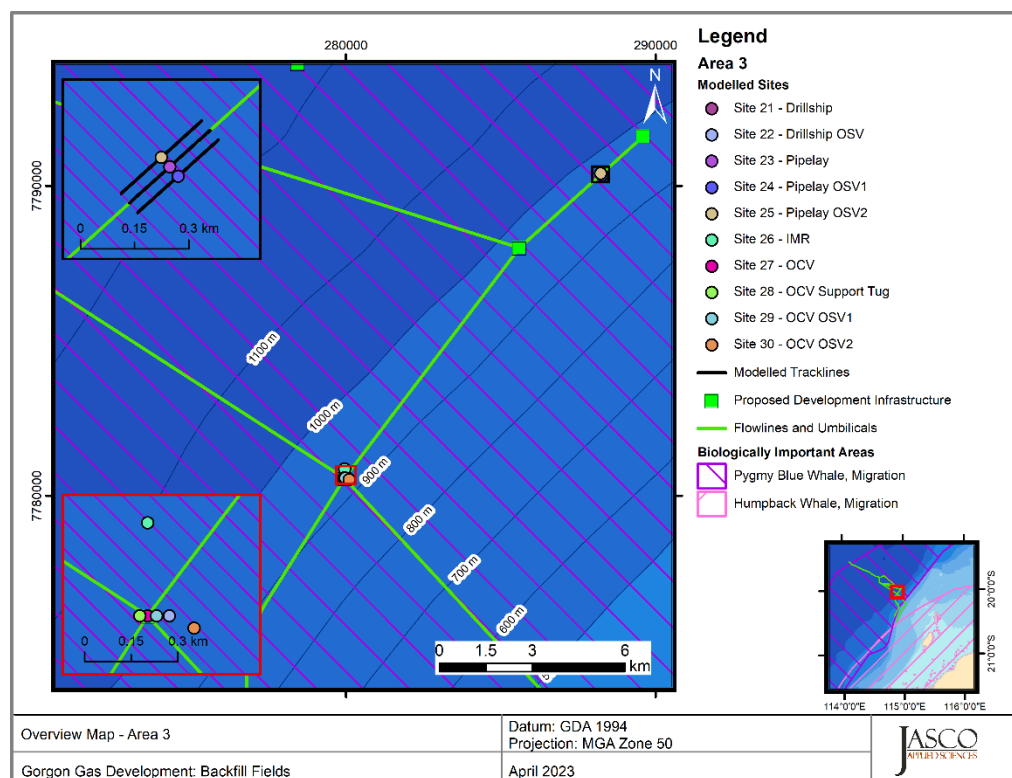 280000
290000
7790000
7780000
N
0
0.15
0.3 km
1100 m
1000 m
900 m
800 m
700 m
600 m
0
0.15
0.3 km
0
1.5
3
6
km
Legend
Area 3
Modelled Sites
Site 21 - Drillship
Site 22 - Drillship OSV
Site 23 - Pipelay
Site 24 - Pipelay OSV1
Site 25 - Pipelay OSV2
Site 26 - IMR
Site 27 - OCV
Site 28 - OCV Support Tug
Site 29 - OCV OSV1
Site 30 - OCV OSV2
Modelled Tracklines
Proposed Development Infrastructure
Flowlines and Umbilicals
Biologically Important Areas
Pygmy Blue Whale, Migration
Humpback Whale, Migration
20°0'0"S
21°0'0"S
114°0'0"E
115°0'0"E
116°0'0"E
Overview Map - Area 3
Datum: GDA 1994
Projection: MGA Zone 50
Gorgon Gas Development: Backfill Fields
April 2023
JASCO
APPLIED SCIENCES